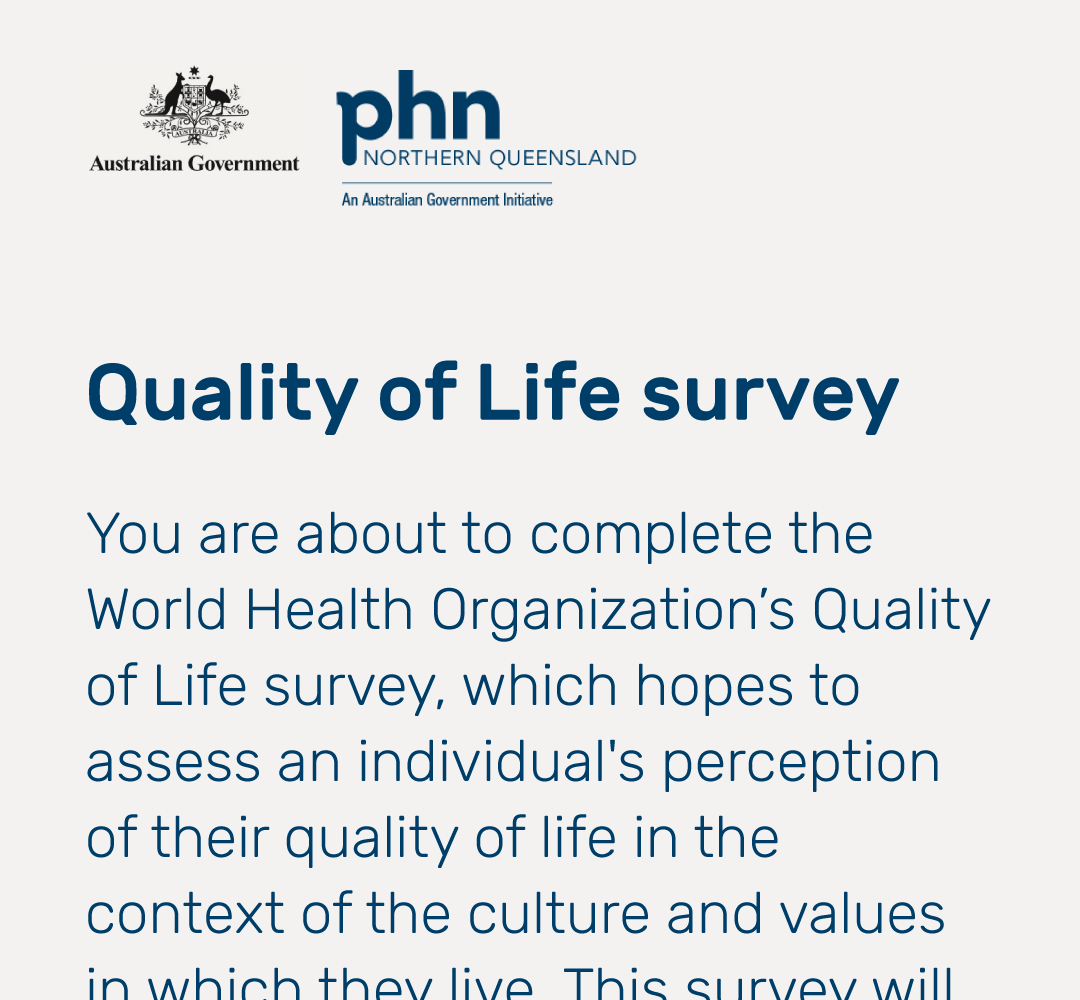 AUSTRALIA
Australian Government
phn
NORTHERN QUEENSLAND
An Australian Government Initiative
Quality of Life survey
You are about to complete the
World Health Organization’s Quality
of Life survey, which hopes to
assess an individual's perception
of their quality of life in the
context of the culture and values
in which they live. This survey will